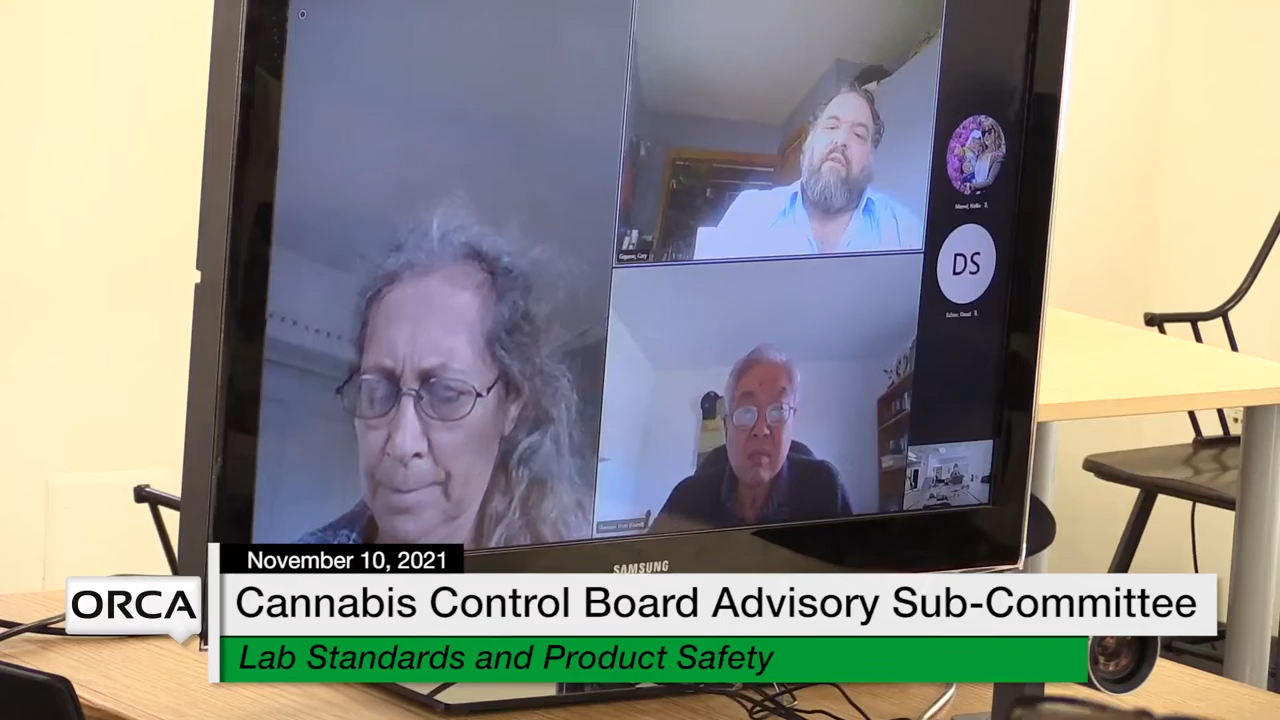 DS
SAMSUNG
November 10, 2021
ORCA
Cannabis Control Board Advisory Sub-Committee
Lab Standards and Product Safety